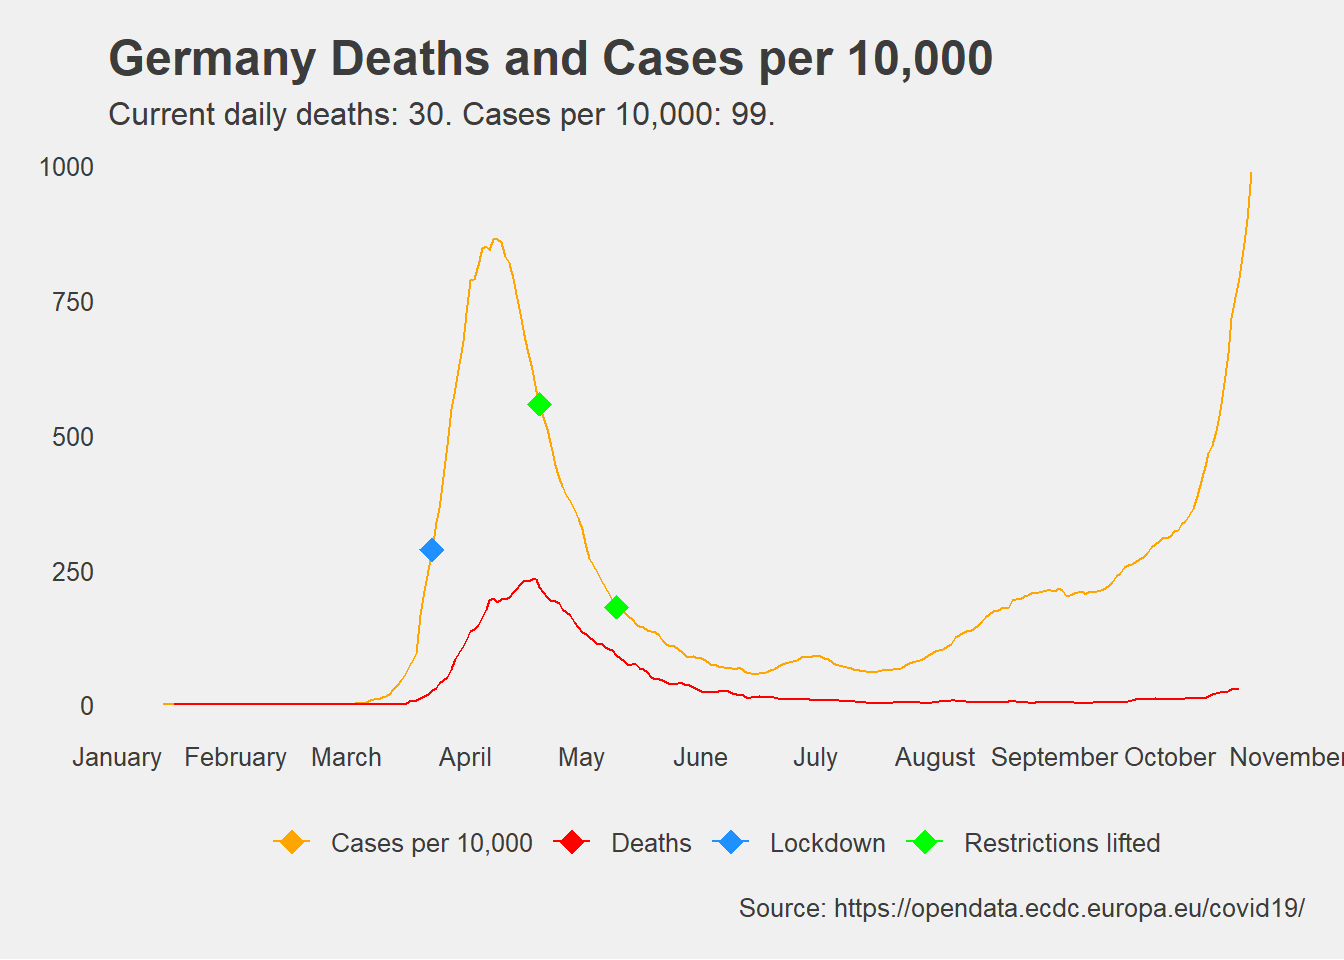 Germany Deaths and Cases per 10,000
Current daily deaths: 30. Cases per 10,000: 99.
1000
750
500
250
0
January February March April May June July August September October November
Cases per 10,000 Deaths Lockdown Restrictions lifted
Source: https://opendata.ecdc.europa.eu/covid19/